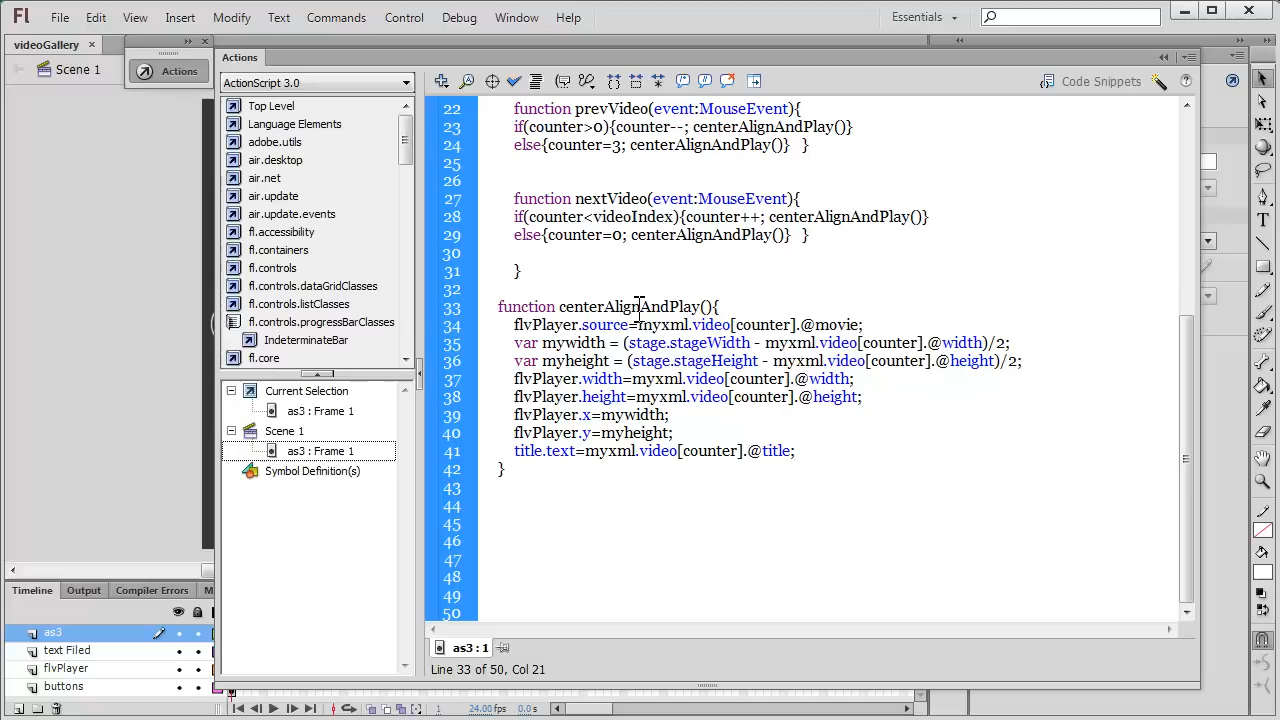 Fl File Edit View Insert Modify Text Commands Control Debug Window Help Essentials
videoGallery
Scene 1
Actions
Actions
ActionScript 3.0
Code Snippets
Top Level
Language Elements
adobe.utils
air.desktop
air.net
air.update
air.update.events
fl.accessibility
fl.containers
fl.controls
fl.controls.dataGridClasses
fl.controls.listClasses
fl.controls.progressBarClasses
IndeterminateBar
fl.core
Current Selection
as3 : Frame 1
Scene 1
as3 : Frame 1
Symbol Definition(s)
22 function prevVideo(event:MouseEvent){
23 if(counter>0){counter--; centerAlignAndPlay()}
24 else{counter=3; centerAlignAndPlay()} }
25
26
27 function nextVideo(event:MouseEvent){
28 if(counter<videoIndex){counter++; centerAlignAndPlay()}
29 else{counter=0; centerAlignAndPlay()} }
30
31 }
32
33 function centerAlignAndPlay(){
34 flvPlayer.source=myxml.video[counter].@movie;
35 var mywidth = (stage.stageWidth - myxml.video[counter].@width)/2;
36 var myheight = (stage.stageHeight - myxml.video[counter].@height)/2;
37 flvPlayer.width=myxml.video[counter].@width;
38 flvPlayer.height=myxml.video[counter].@height;
39 flvPlayer.x=mywidth;
40 flvPlayer.y=myheight;
41 title.text=myxml.video[counter].@title;
42 }
43
44
45
46
47
48
49
50
as3 : 1
Line 33 of 50, Col 21
Timeline Output Compiler Errors M
as3
text Filed
flvPlayer
buttons
1 24.00 fps 0.0 s